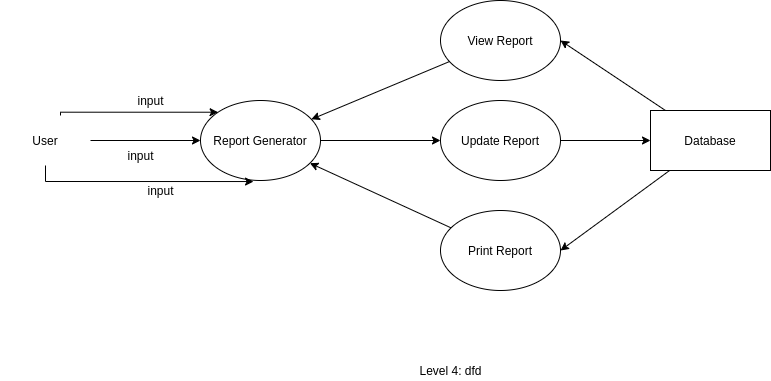 View Report
input
User
Report Generator
Update Report
Database
input
input
Print Report
Level 4: dfd